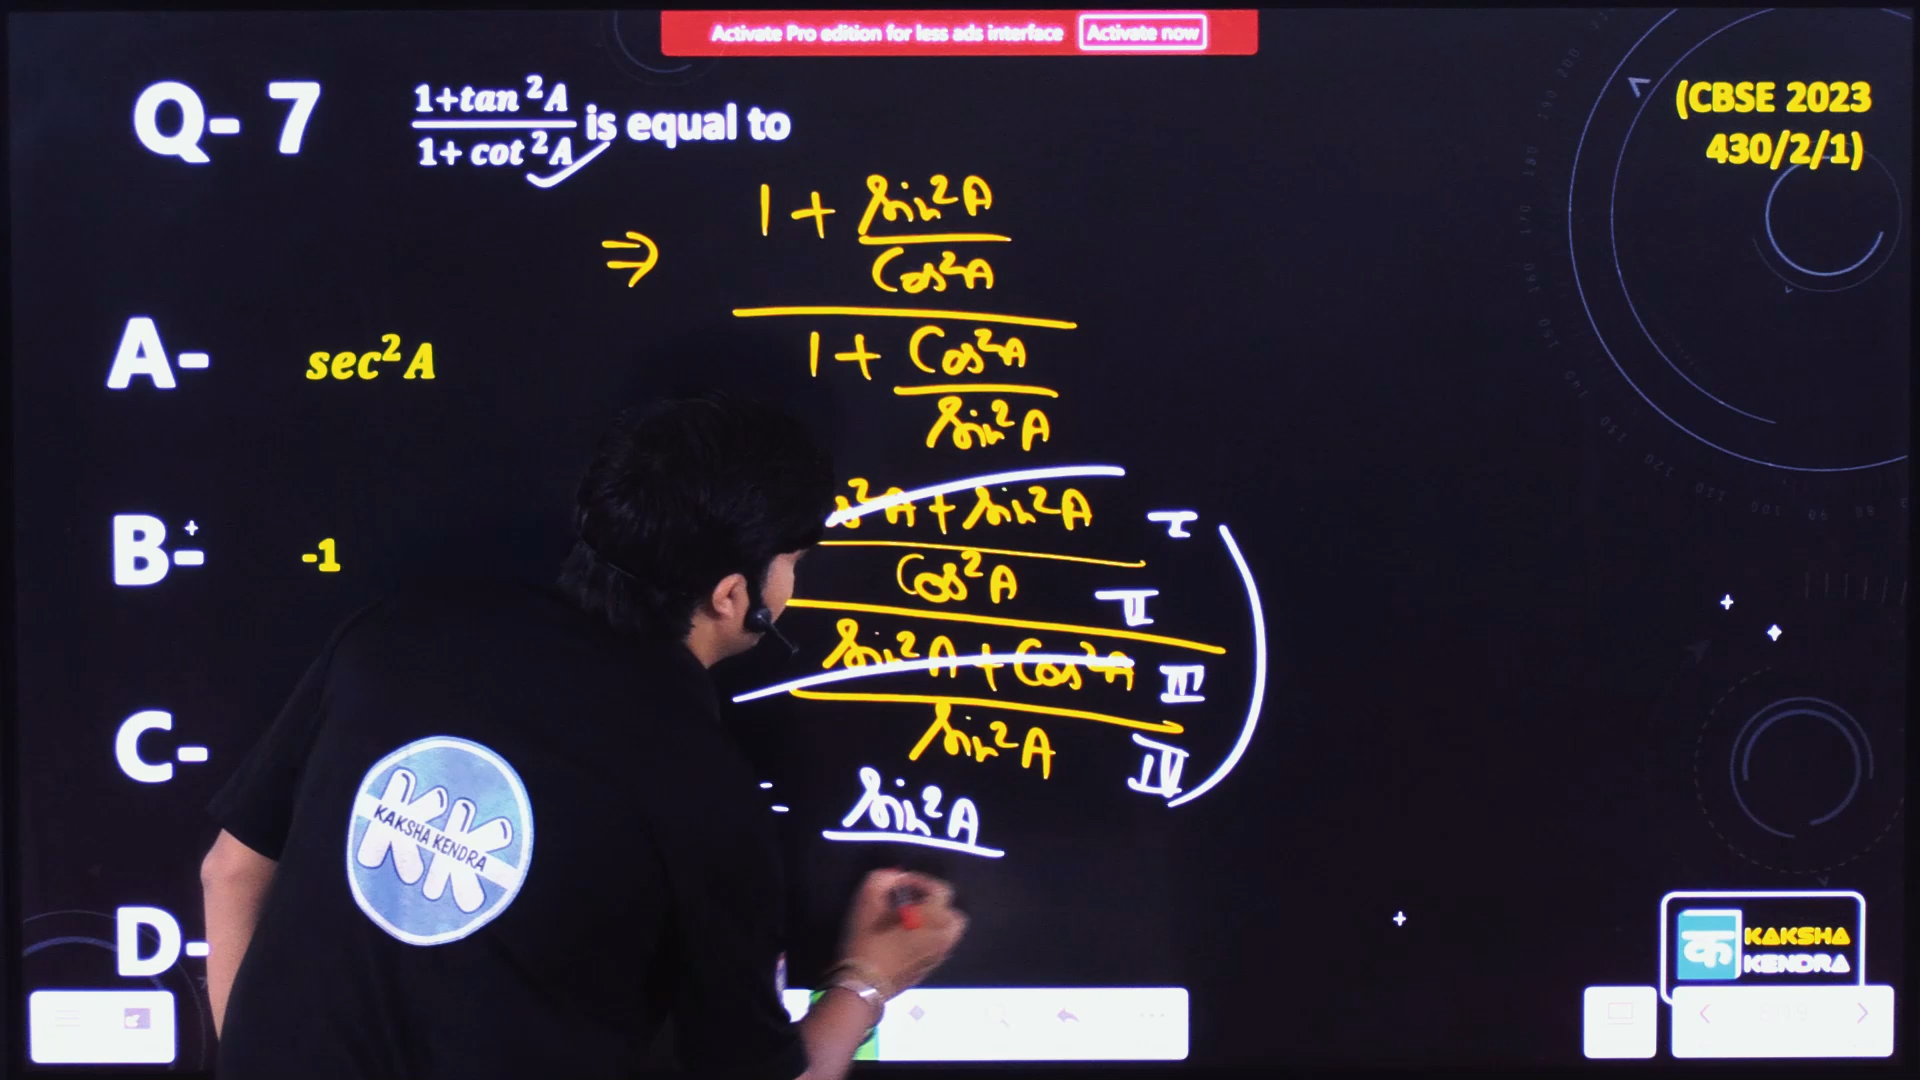 Activate Pro edition for less ads interface Activate now
Q- 7 1+tan²A / 1+ cot²A is equal to
(CBSE 2023
430/2/1)
1 + Sin²A
Cos²A
⇒
1 + Cos²A
Sin²A
A- sec²A
s²A + Sin²A I
Cos²A II
B- -1
Sin²A + Cos²A III
Sin²A IV
C-
= Sin²A
D-
KAKSHA KENDRA
KK
क KAKSHA
KENDRA